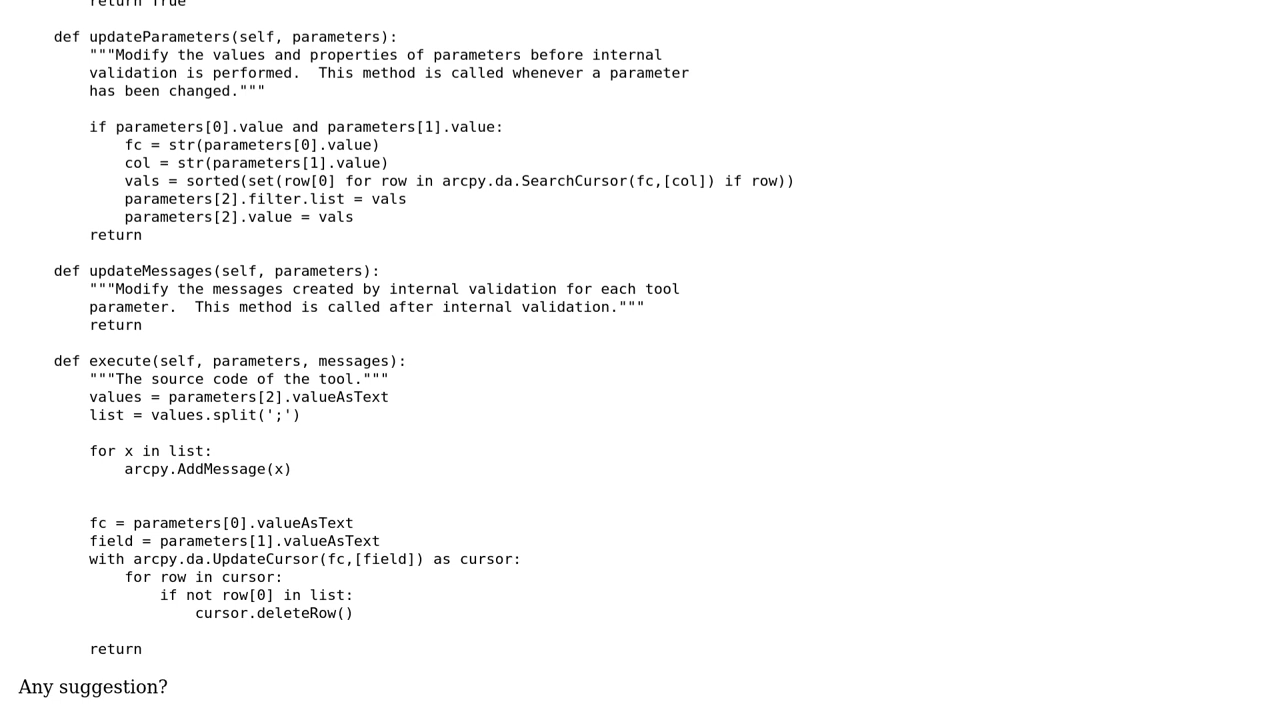 return True
    def updateParameters(self, parameters):
        """Modify the values and properties of parameters before internal
        validation is performed.  This method is called whenever a parameter
        has been changed."""
        if parameters[0].value and parameters[1].value:
            fc = str(parameters[0].value)
            col = str(parameters[1].value)
            vals = sorted(set(row[0] for row in arcpy.da.SearchCursor(fc,[col]) if row))
            parameters[2].filter.list = vals
            parameters[2].value = vals
        return
    def updateMessages(self, parameters):
        """Modify the messages created by internal validation for each tool
        parameter.  This method is called after internal validation."""
        return
    def execute(self, parameters, messages):
        """The source code of the tool."""
        values = parameters[2].valueAsText
        list = values.split(';')
        for x in list:
            arcpy.AddMessage(x)
        fc = parameters[0].valueAsText
        field = parameters[1].valueAsText
        with arcpy.da.UpdateCursor(fc,[field]) as cursor:
            for row in cursor:
                if not row[0] in list:
                    cursor.deleteRow()
        return
Any suggestion?